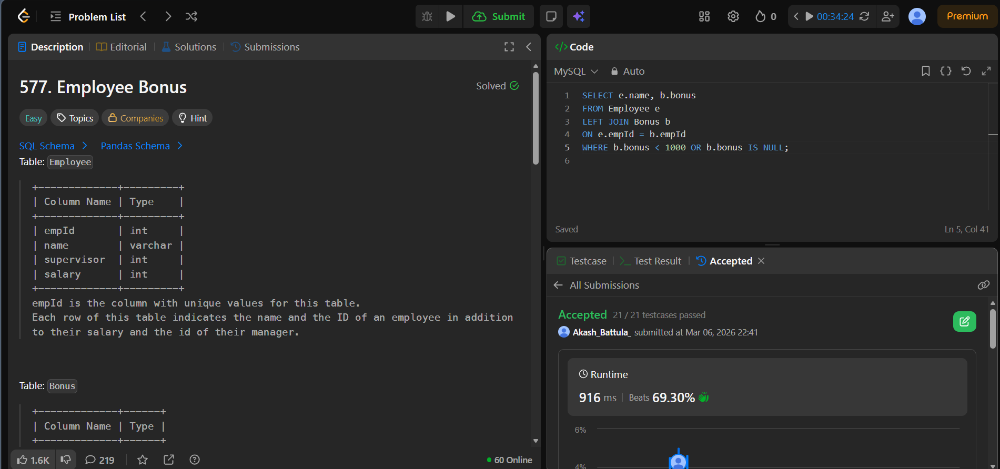 Problem List
Submit
0
00:34:24
Premium
Description
Editorial
Solutions
Submissions
577. Employee Bonus
Solved
Easy
Topics
Companies
Hint
SQL Schema
Pandas Schema
Table: Employee
+-------------+---------+
| Column Name | Type    |
+-------------+---------+
| empId       | int     |
| name        | varchar |
| supervisor  | int     |
| salary      | int     |
+-------------+---------+
empId is the column with unique values for this table.
Each row of this table indicates the name and the ID of an employee in addition
to their salary and the id of their manager.
Table: Bonus
+-------------+------+
| Column Name | Type |
+-------------+------+
1.6K
219
60 Online
</> Code
MySQL
Auto
1 SELECT e.name, b.bonus
2 FROM Employee e
3 LEFT JOIN Bonus b
4 ON e.empId = b.empId
5 WHERE b.bonus < 1000 OR b.bonus IS NULL;
6
Saved
Ln 5, Col 41
Testcase
Test Result
Accepted
All Submissions
Accepted 21 / 21 testcases passed
Akash_Battula_ submitted at Mar 06, 2026 22:41
Runtime
916 ms
Beats 69.30%
6%
4%